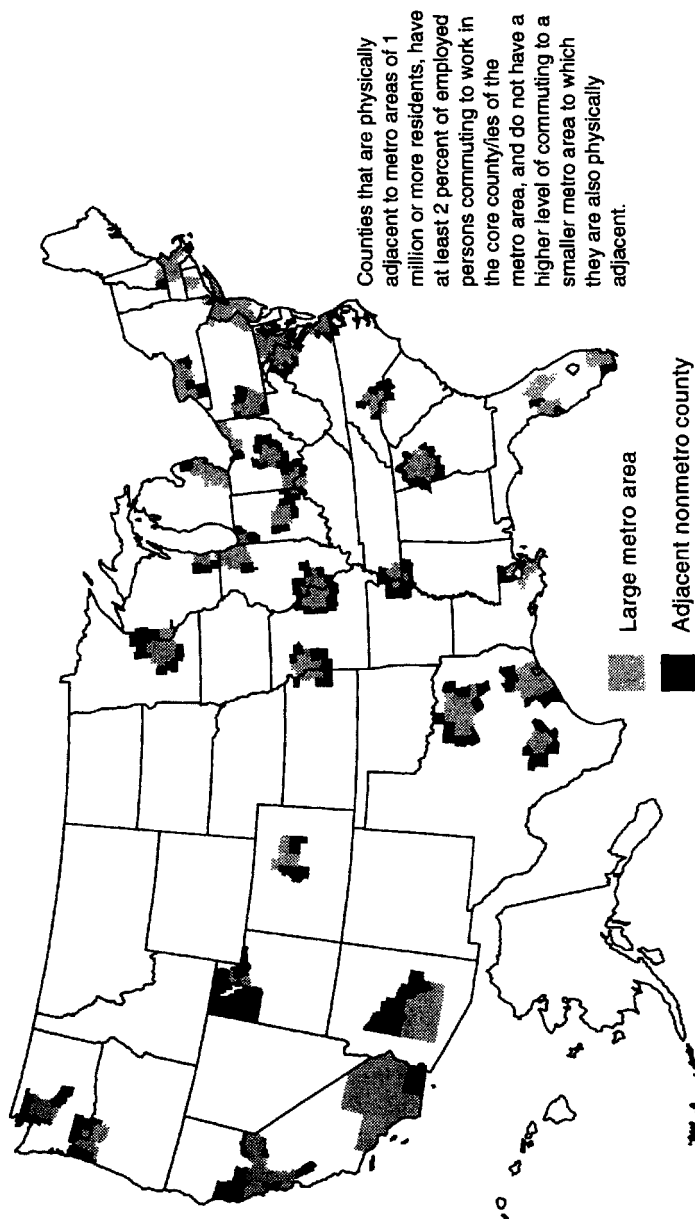 Counties that are physically
adjacent to metro areas of 1
million or more residents, have
at least 2 percent of employed
persons commuting to work in
the core county/ies of the
metro area, and do not have a
higher level of commuting to a
smaller metro area to which
they are also physically
adjacent.
Large metro area
Adjacent nonmetro county